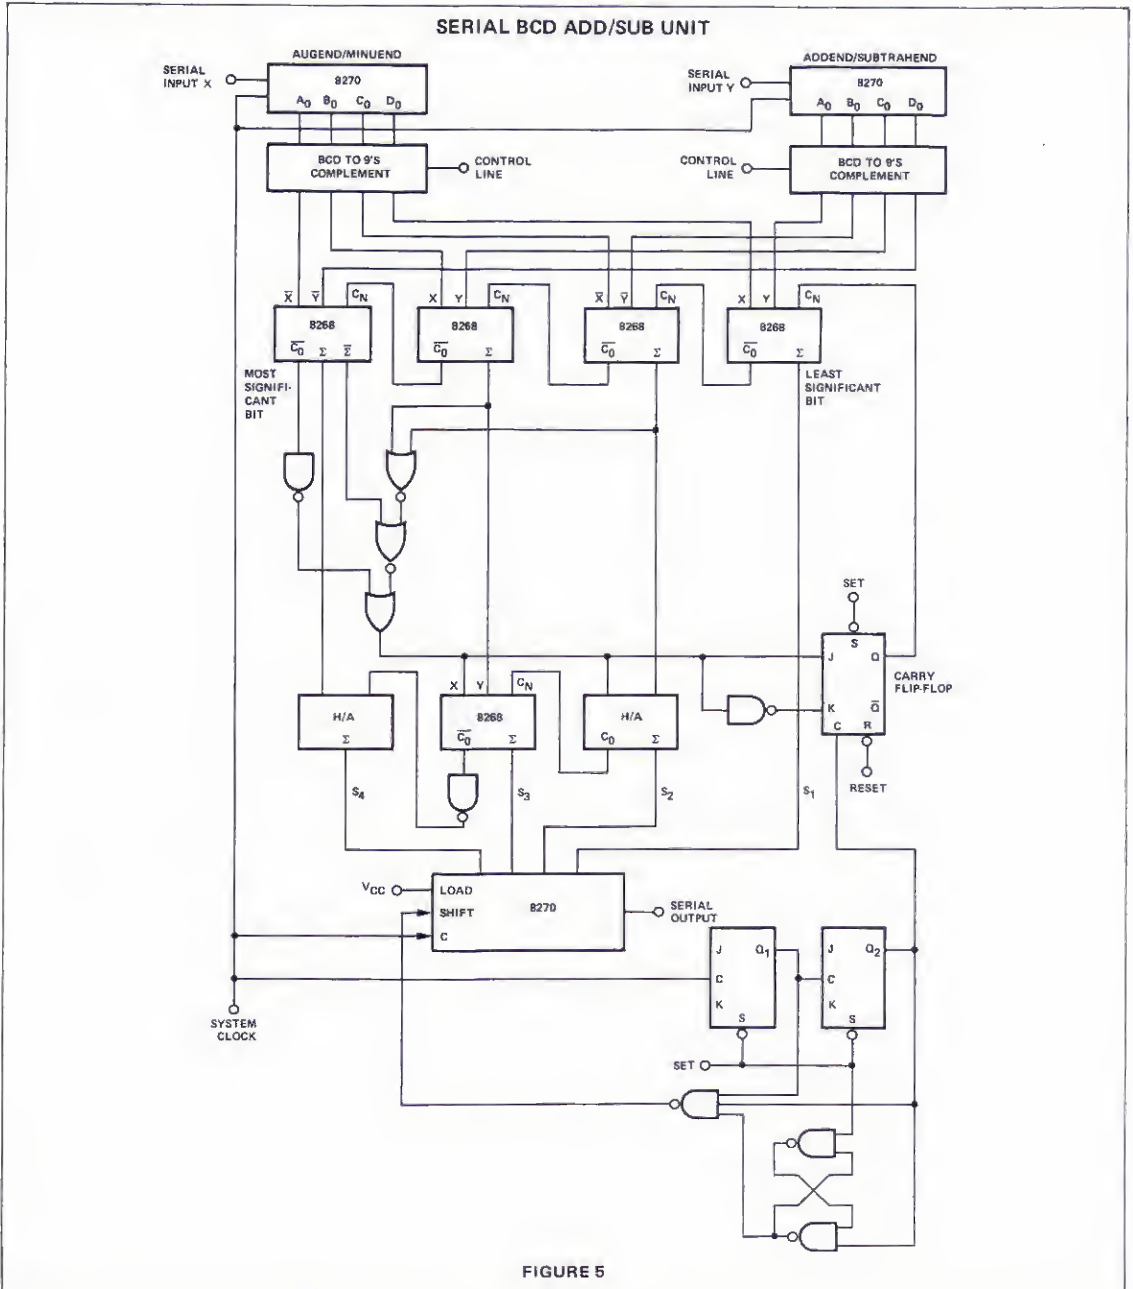 SERIAL BCD ADD/SUB UNIT
AUGEND/MINUEND
ADDEND/SUBTRAHEND
SERIAL
INPUT X
8270
A0 B0 C0 D0
SERIAL
INPUT Y
8270
A0 B0 C0 D0
BCD TO 9'S
COMPLEMENT
CONTROL
LINE
CONTROL
LINE
BCD TO 9'S
COMPLEMENT
X̅ Y̅ CN
X Y CN
X̅ Y̅ CN
X Y CN
8268
8268
8268
8268
C̅0̅ Σ Σ̅
C̅0̅ Σ
C̅0̅ Σ
C̅0̅ Σ
MOST
SIGNIFI-
CANT
BIT
LEAST
SIGNIFICANT
BIT
SET
S
J Q
K Q̅
C R
CARRY
FLIP-FLOP
RESET
X Y CN
H/A
Σ
8268
C̅0̅ Σ
H/A
C0 Σ
S4
S3
S2
S1
VCC
LOAD
SHIFT
C
8270
SERIAL
OUTPUT
J Q1
C
K
S
J Q2
C
K
S
SYSTEM
CLOCK
SET
FIGURE 5